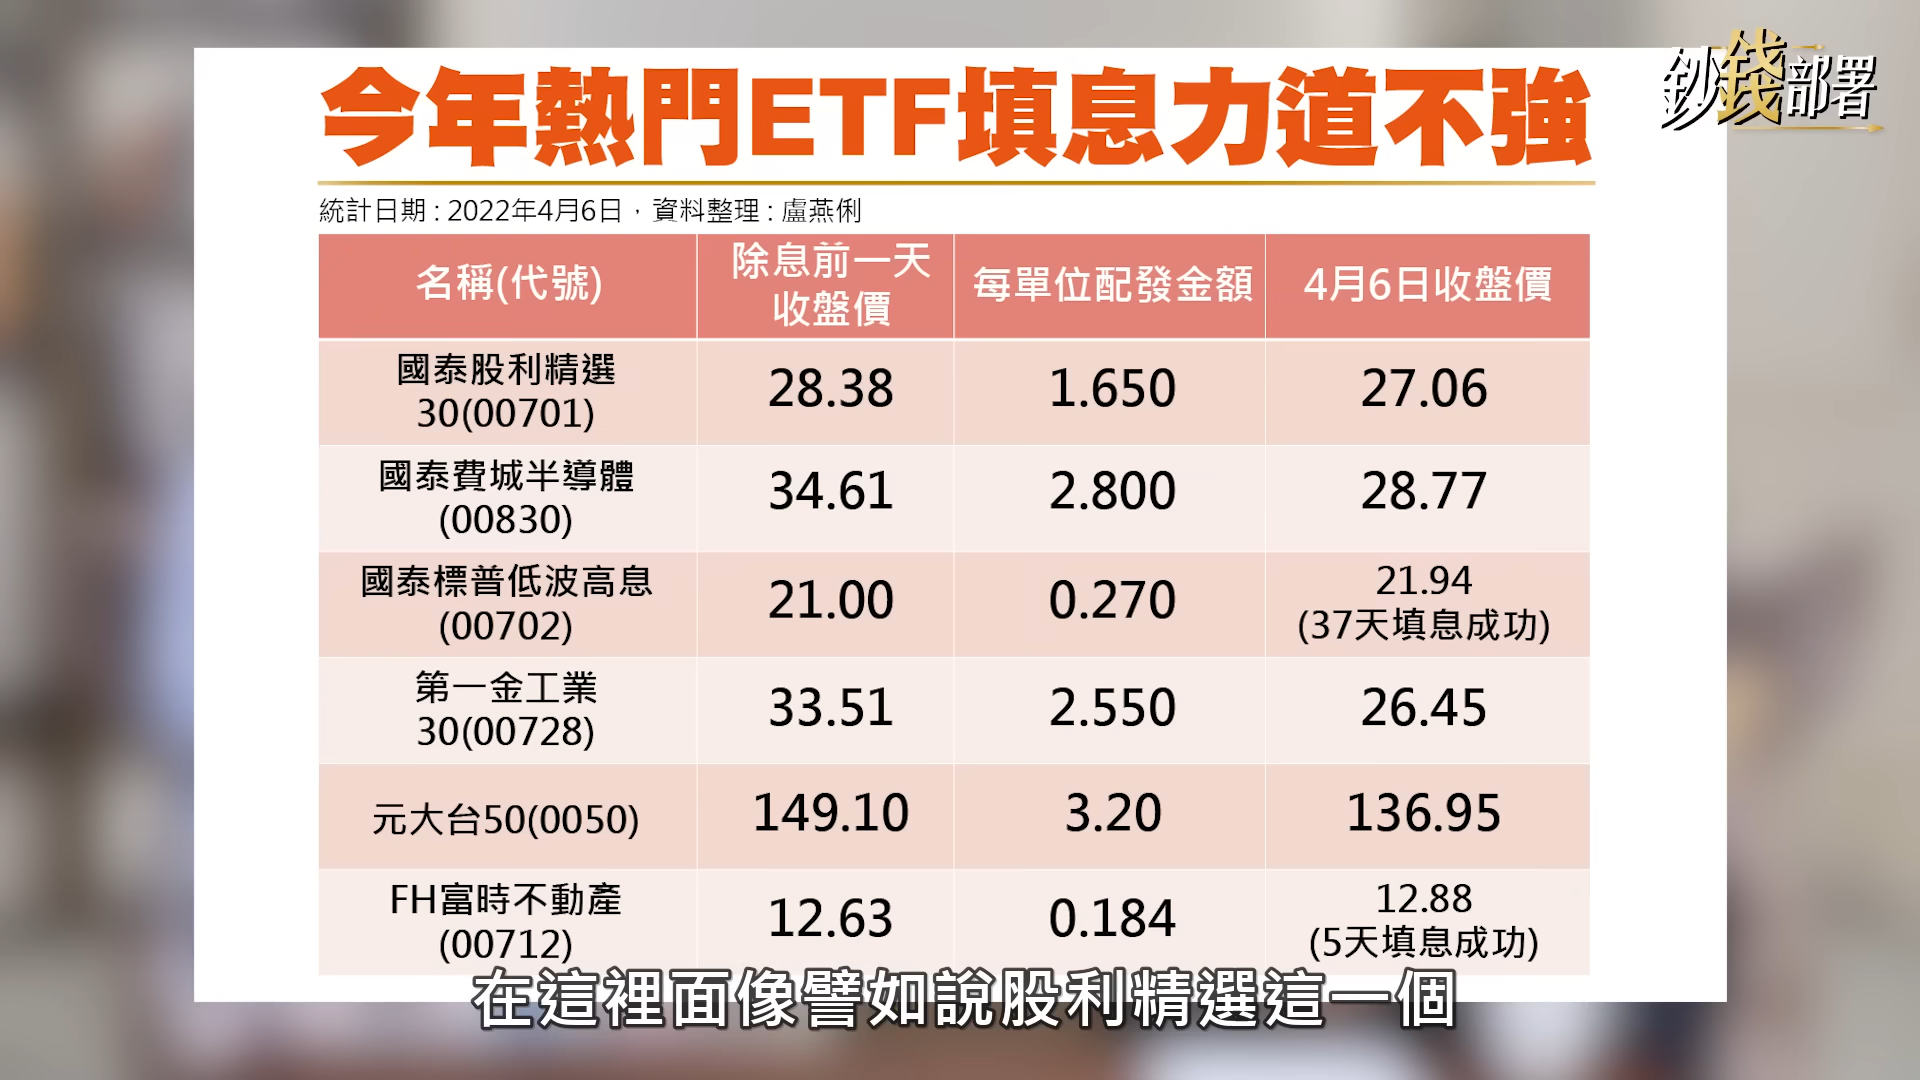 鈔錢部署
今年熱門ETF填息力道不強
統計日期 : 2022年4月6日，資料整理 : 盧燕俐
名稱(代號)
除息前一天
收盤價
每單位配發金額
4月6日收盤價
國泰股利精選
30(00701)
28.38
1.650
27.06
國泰費城半導體
(00830)
34.61
2.800
28.77
國泰標普低波高息
(00702)
21.00
0.270
21.94
(37天填息成功)
第一金工業
30(00728)
33.51
2.550
26.45
元大台50(0050)
149.10
3.20
136.95
FH富時不動產
(00712)
12.63
0.184
12.88
(5天填息成功)
在這裡面像譬如說股利精選這一個